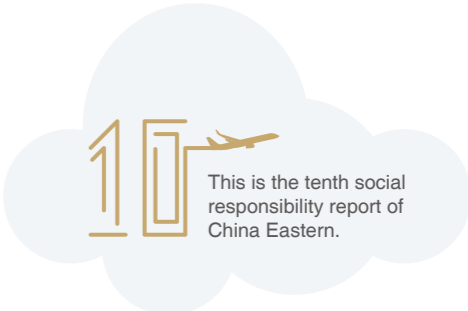 10
This is the tenth social
responsibility report of
China Eastern.